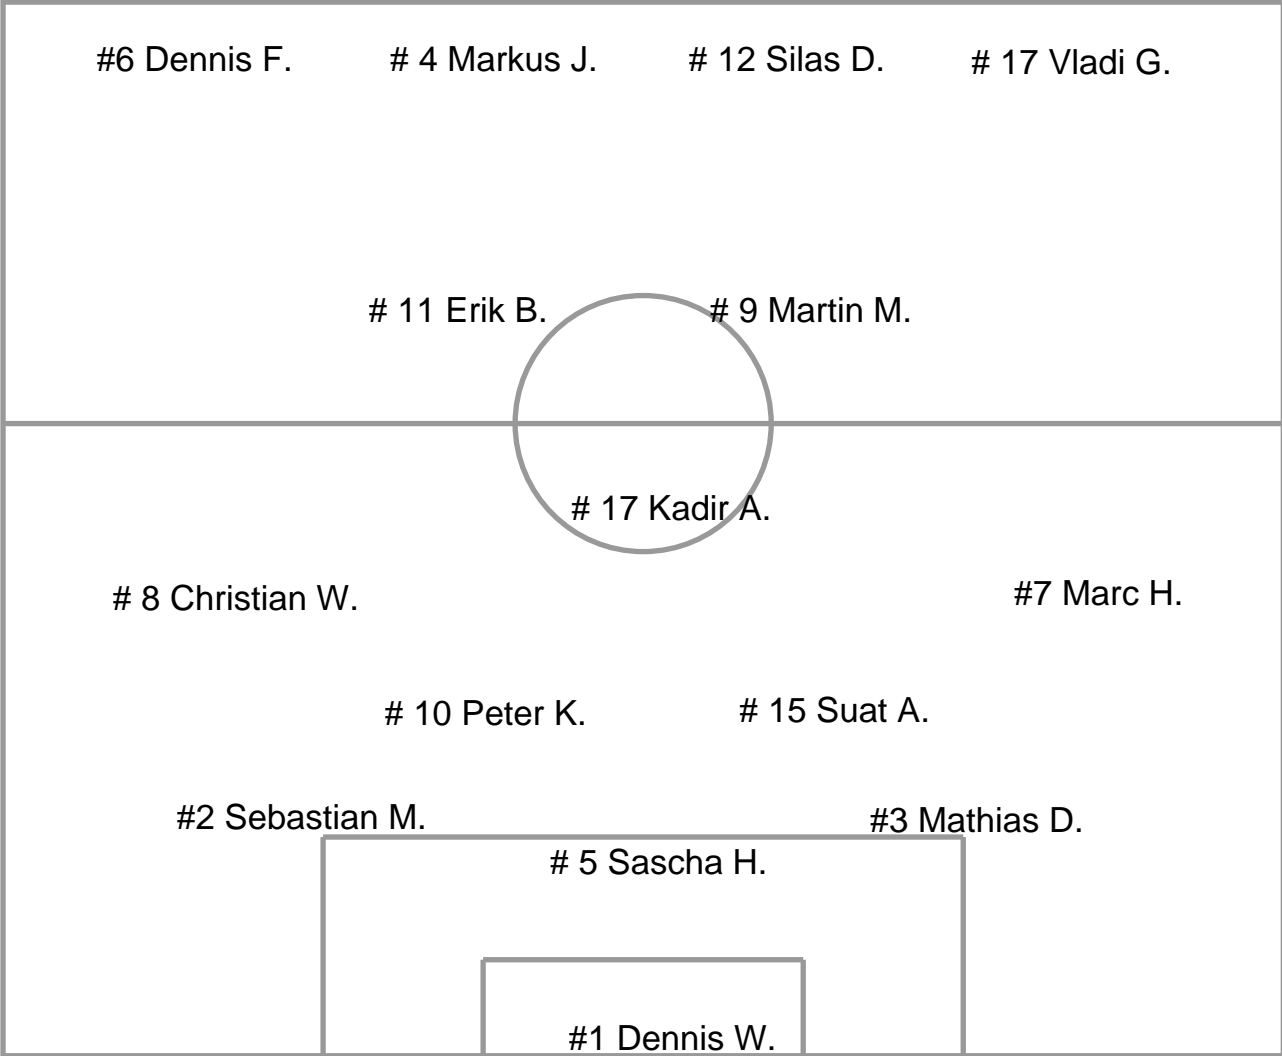 #6 Dennis F.
# 4 Markus J.
# 12 Silas D.
# 17 Vladi G.
# 11 Erik B.
# 9 Martin M.
# 17 Kadir A.
# 8 Christian W.
#7 Marc H.
# 10 Peter K.
# 15 Suat A.
#2 Sebastian M.
#3 Mathias D.
# 5 Sascha H.
#1 Dennis W.